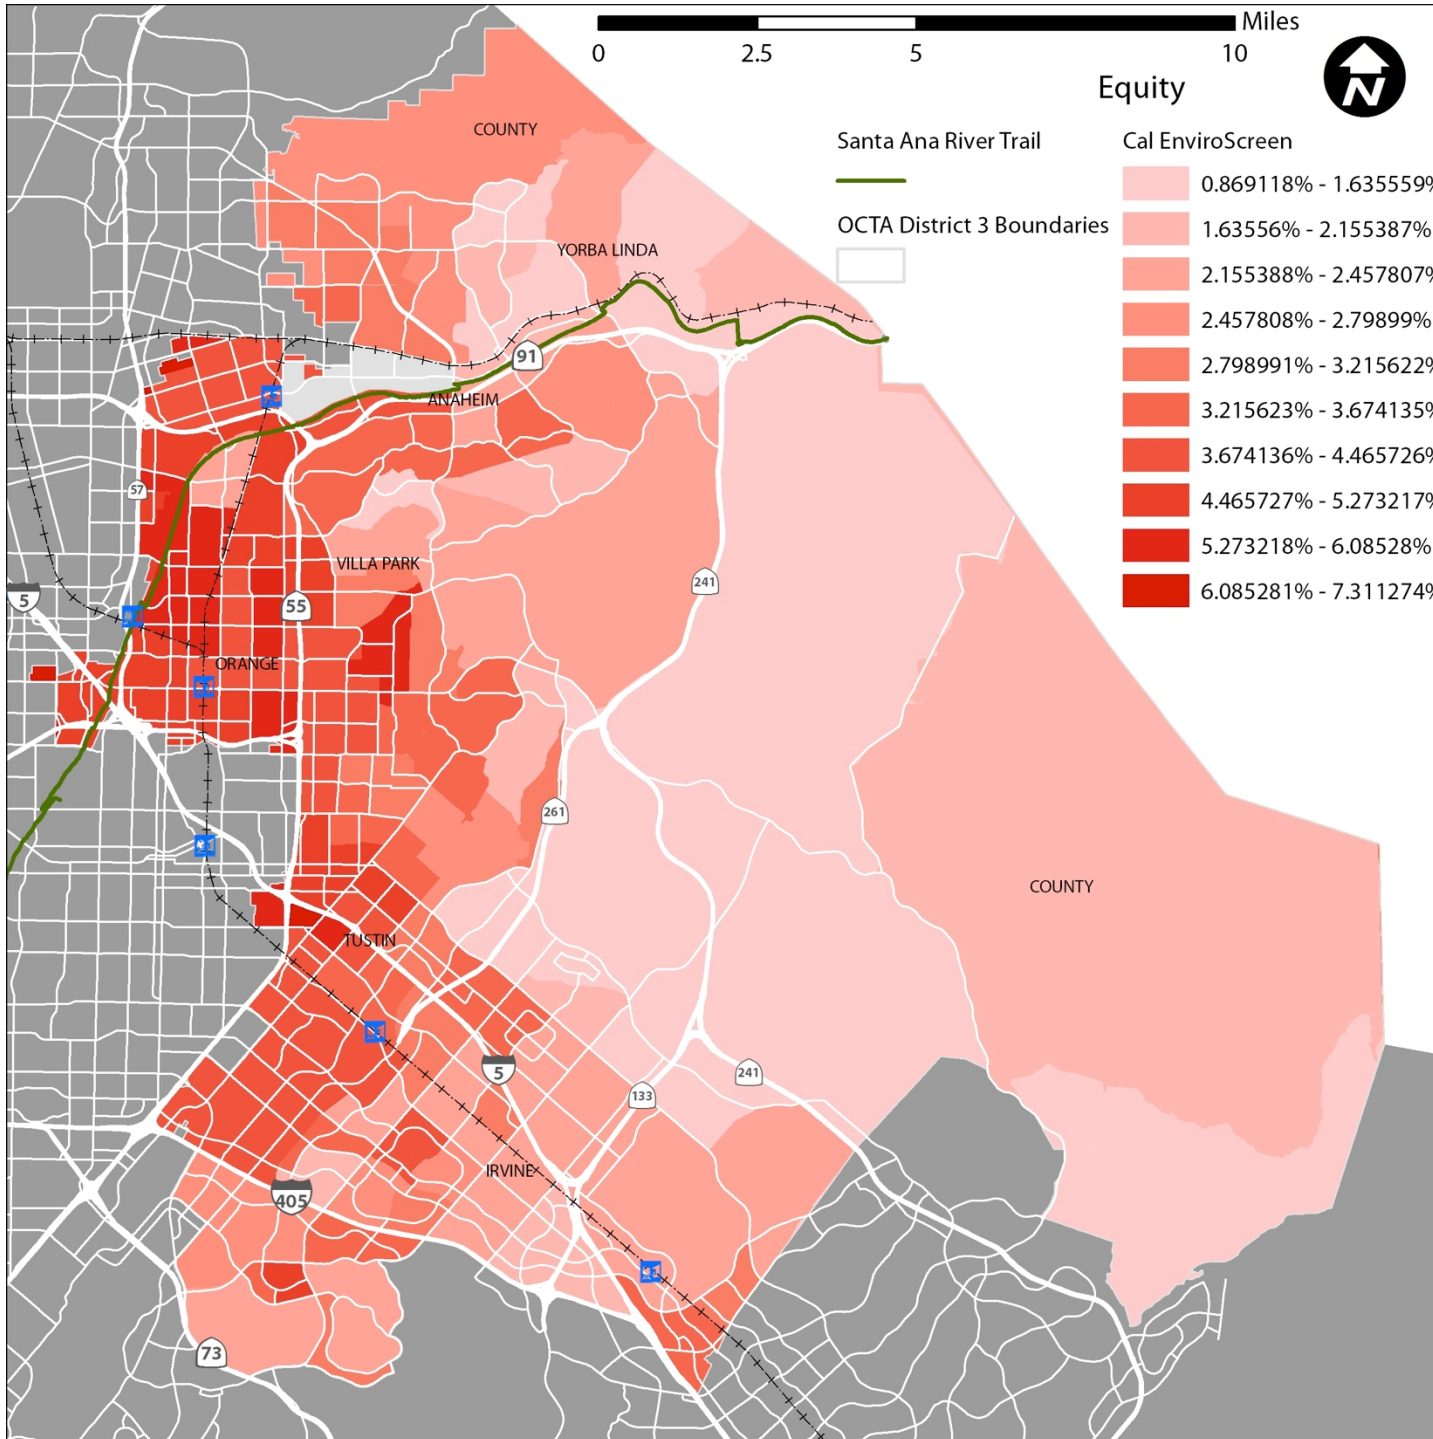 Miles
0 2.5 5 10
N
Equity
Santa Ana River Trail
Cal EnviroScreen
0.869118% - 1.635559%
1.63556% - 2.155387%
OCTA District 3 Boundaries
2.155388% - 2.457807%
2.457808% - 2.79899%
2.798991% - 3.215622%
3.215623% - 3.674135%
3.674136% - 4.465726%
4.465727% - 5.273217%
5.273218% - 6.08528%
6.085281% - 7.311274%
COUNTY
YORBA LINDA
91
ANAHEIM
57
VILLA PARK
241
5
55
ORANGE
261
COUNTY
TUSTIN
5
241
133
IRVINE
405
73